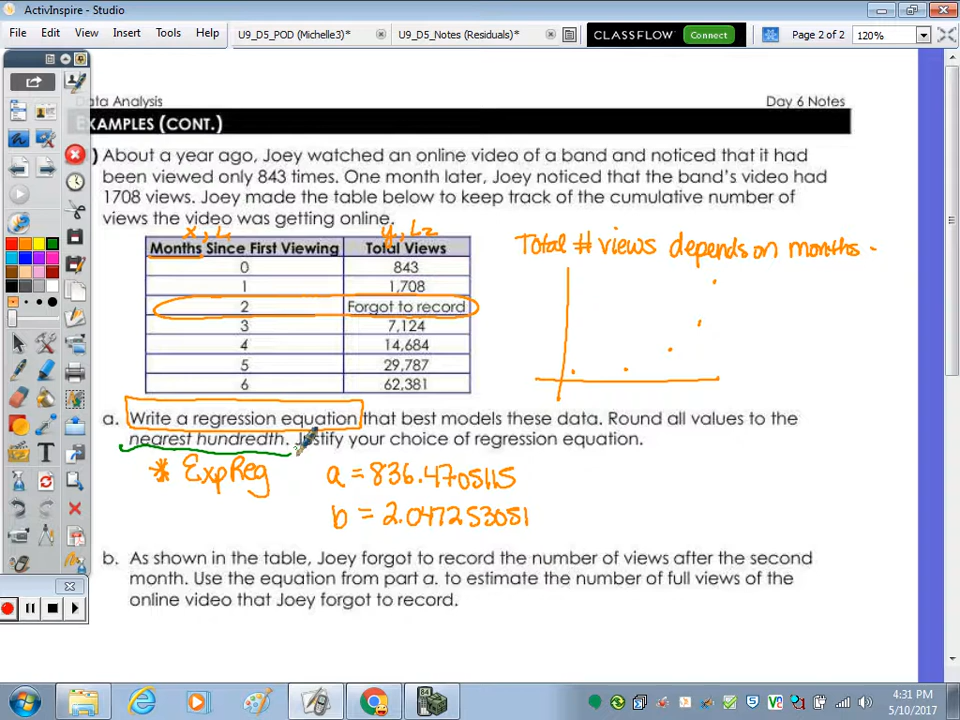 ActivInspire - Studio
File Edit View Insert Tools Help U9_D5_POD (Michelle3)* U9_D5_Notes (Residuals)* CLASSFLOW Connect Page 2 of 2 120%
Data Analysis Day 6 Notes
EXAMPLES (CONT.)
) About a year ago, Joey watched an online video of a band and noticed that it had
been viewed only 843 times. One month later, Joey noticed that the band's video had
1708 views. Joey made the table below to keep track of the cumulative number of
views the video was getting online.
x, L1 y, L2
Total # views depends on months.
Months Since First Viewing Total Views
0 843
1 1,708
2 Forgot to record
3 7,124
4 14,684
5 29,787
6 62,381
a. Write a regression equation that best models these data. Round all values to the
nearest hundredth. Justify your choice of regression equation.
* ExpReg a = 836.4705115
b = 2.047253081
b. As shown in the table, Joey forgot to record the number of views after the second
month. Use the equation from part a. to estimate the number of full views of the
online video that Joey forgot to record.
4:31 PM
5/10/2017